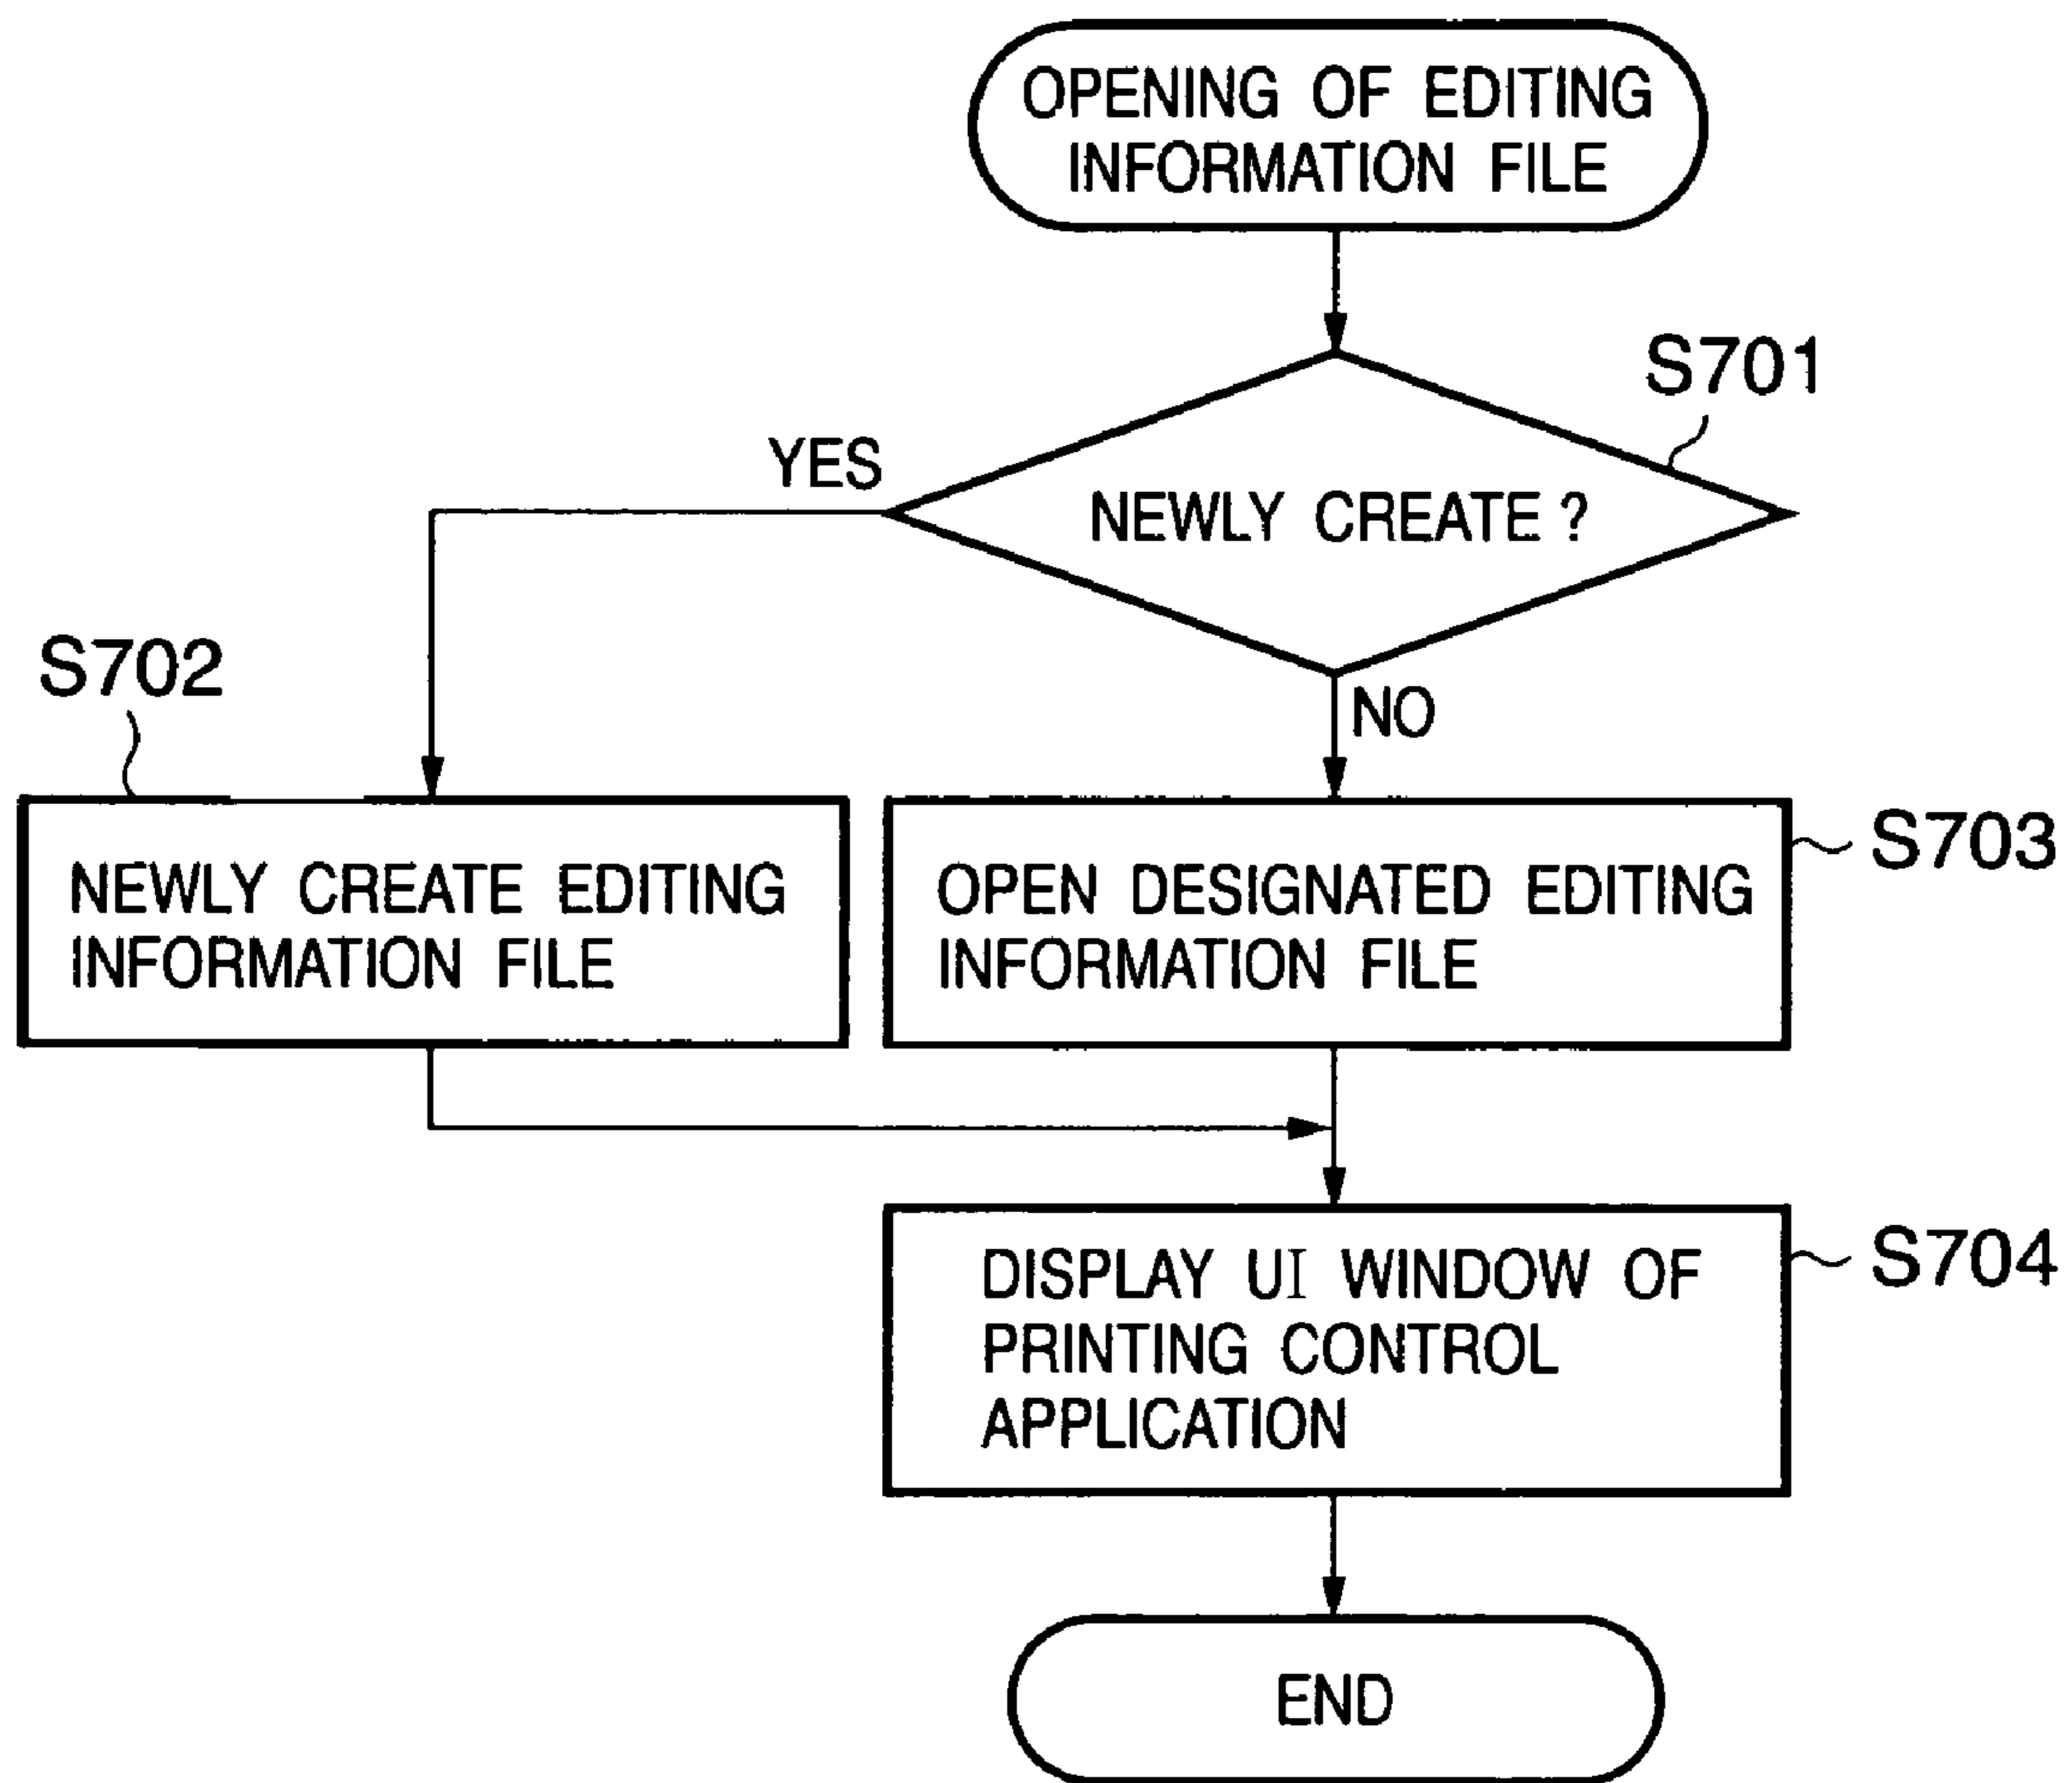 OPENING OF EDITING
INFORMATION FILE
S701
YES
NEWLY CREATE ?
S702
NO
NEWLY CREATE EDITING
INFORMATION FILE
OPEN DESIGNATED EDITING
INFORMATION FILE
S703
DISPLAY UI WINDOW OF
PRINTING CONTROL
APPLICATION
S704
END